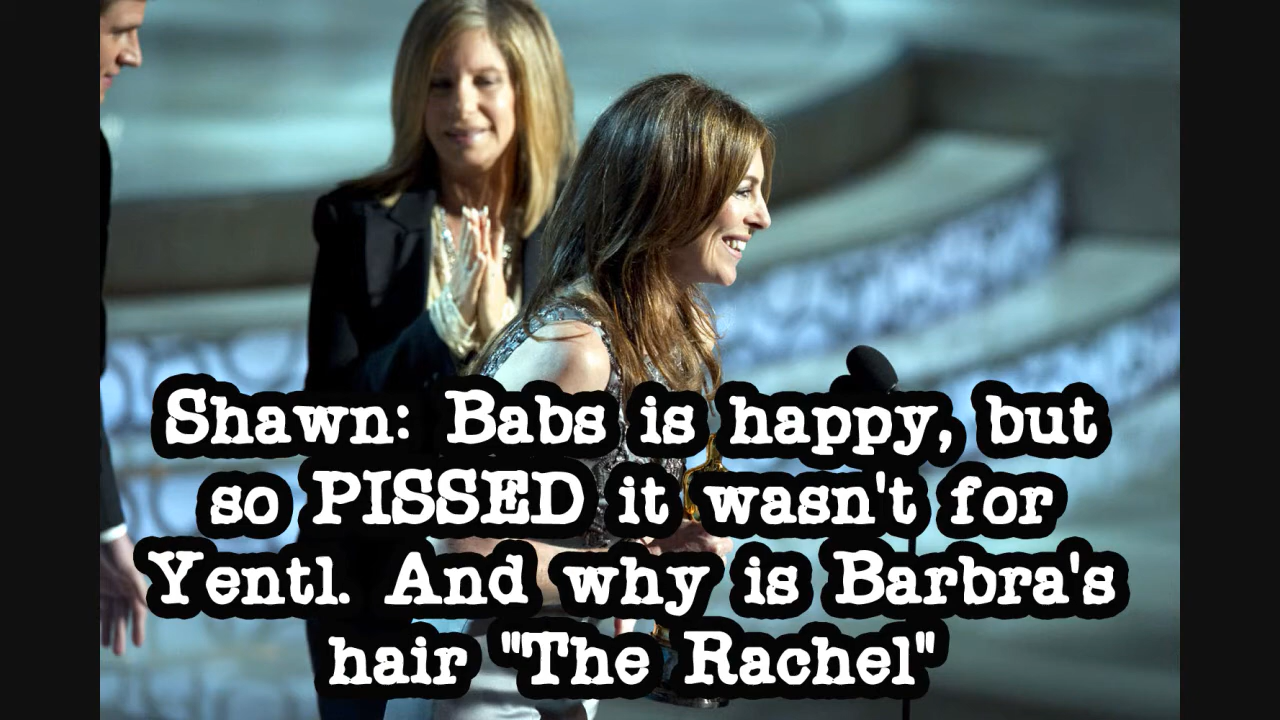 Shawn: Babs is happy, but
so PISSED it wasn't for
Yentl. And why is Barbra's
hair "The Rachel"